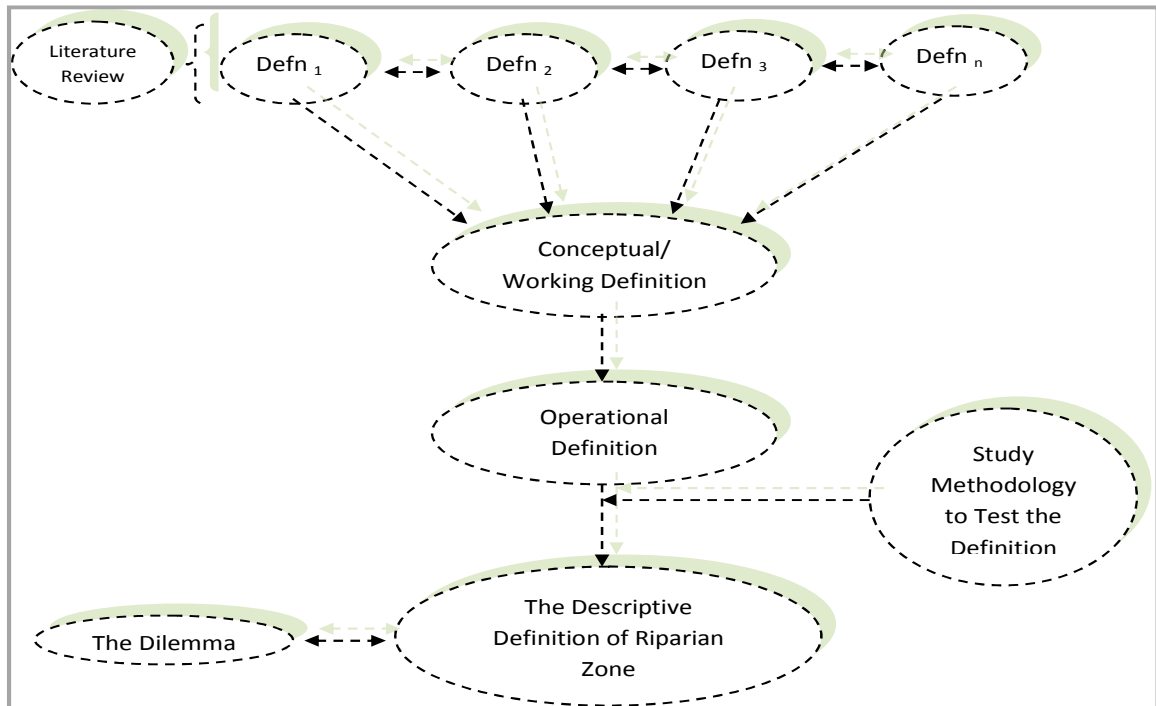 Literature
Review
Defn 1
Defn 2
Defn 3
Defn n
Conceptual/
Working Definition
Operational
Definition
Study
Methodology
to Test the
Definition
The Descriptive
Definition of Riparian
Zone
The Dilemma